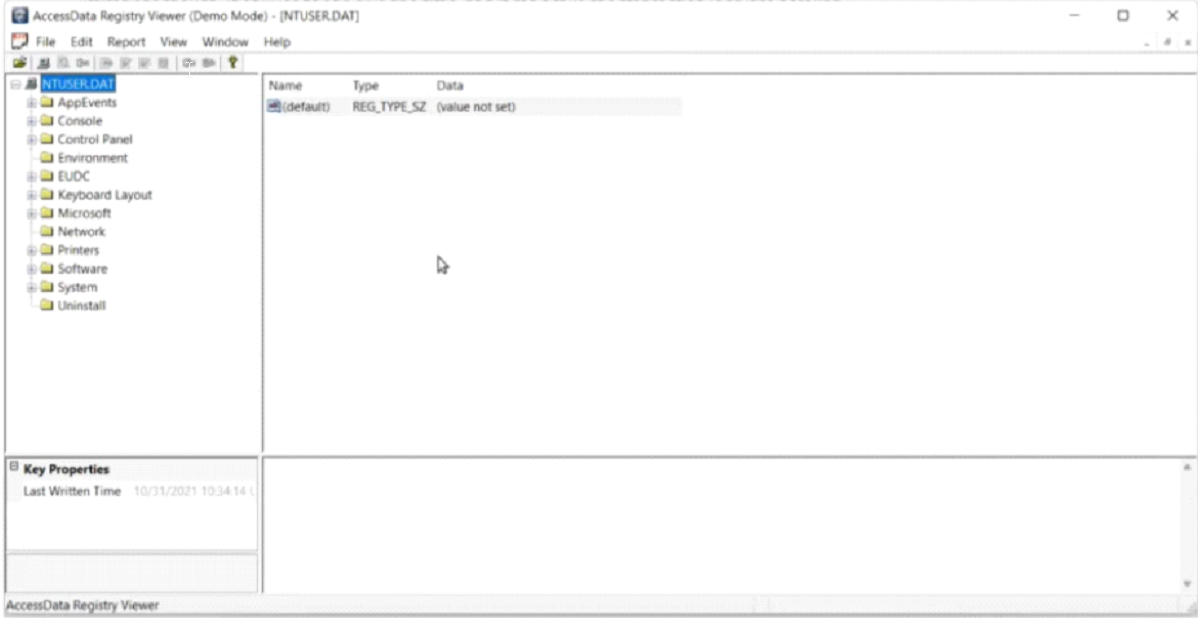 AccessData Registry Viewer (Demo Mode) - [NTUSER.DAT]
File Edit Report View Window Help
NTUSER.DAT
AppEvents
Console
Control Panel
Environment
EUDC
Keyboard Layout
Microsoft
Network
Printers
Software
System
Uninstall
Name Type Data
(default) REG_TYPE_SZ (value not set)
Key Properties
Last Written Time 10/31/2021 10:34:14
AccessData Registry Viewer